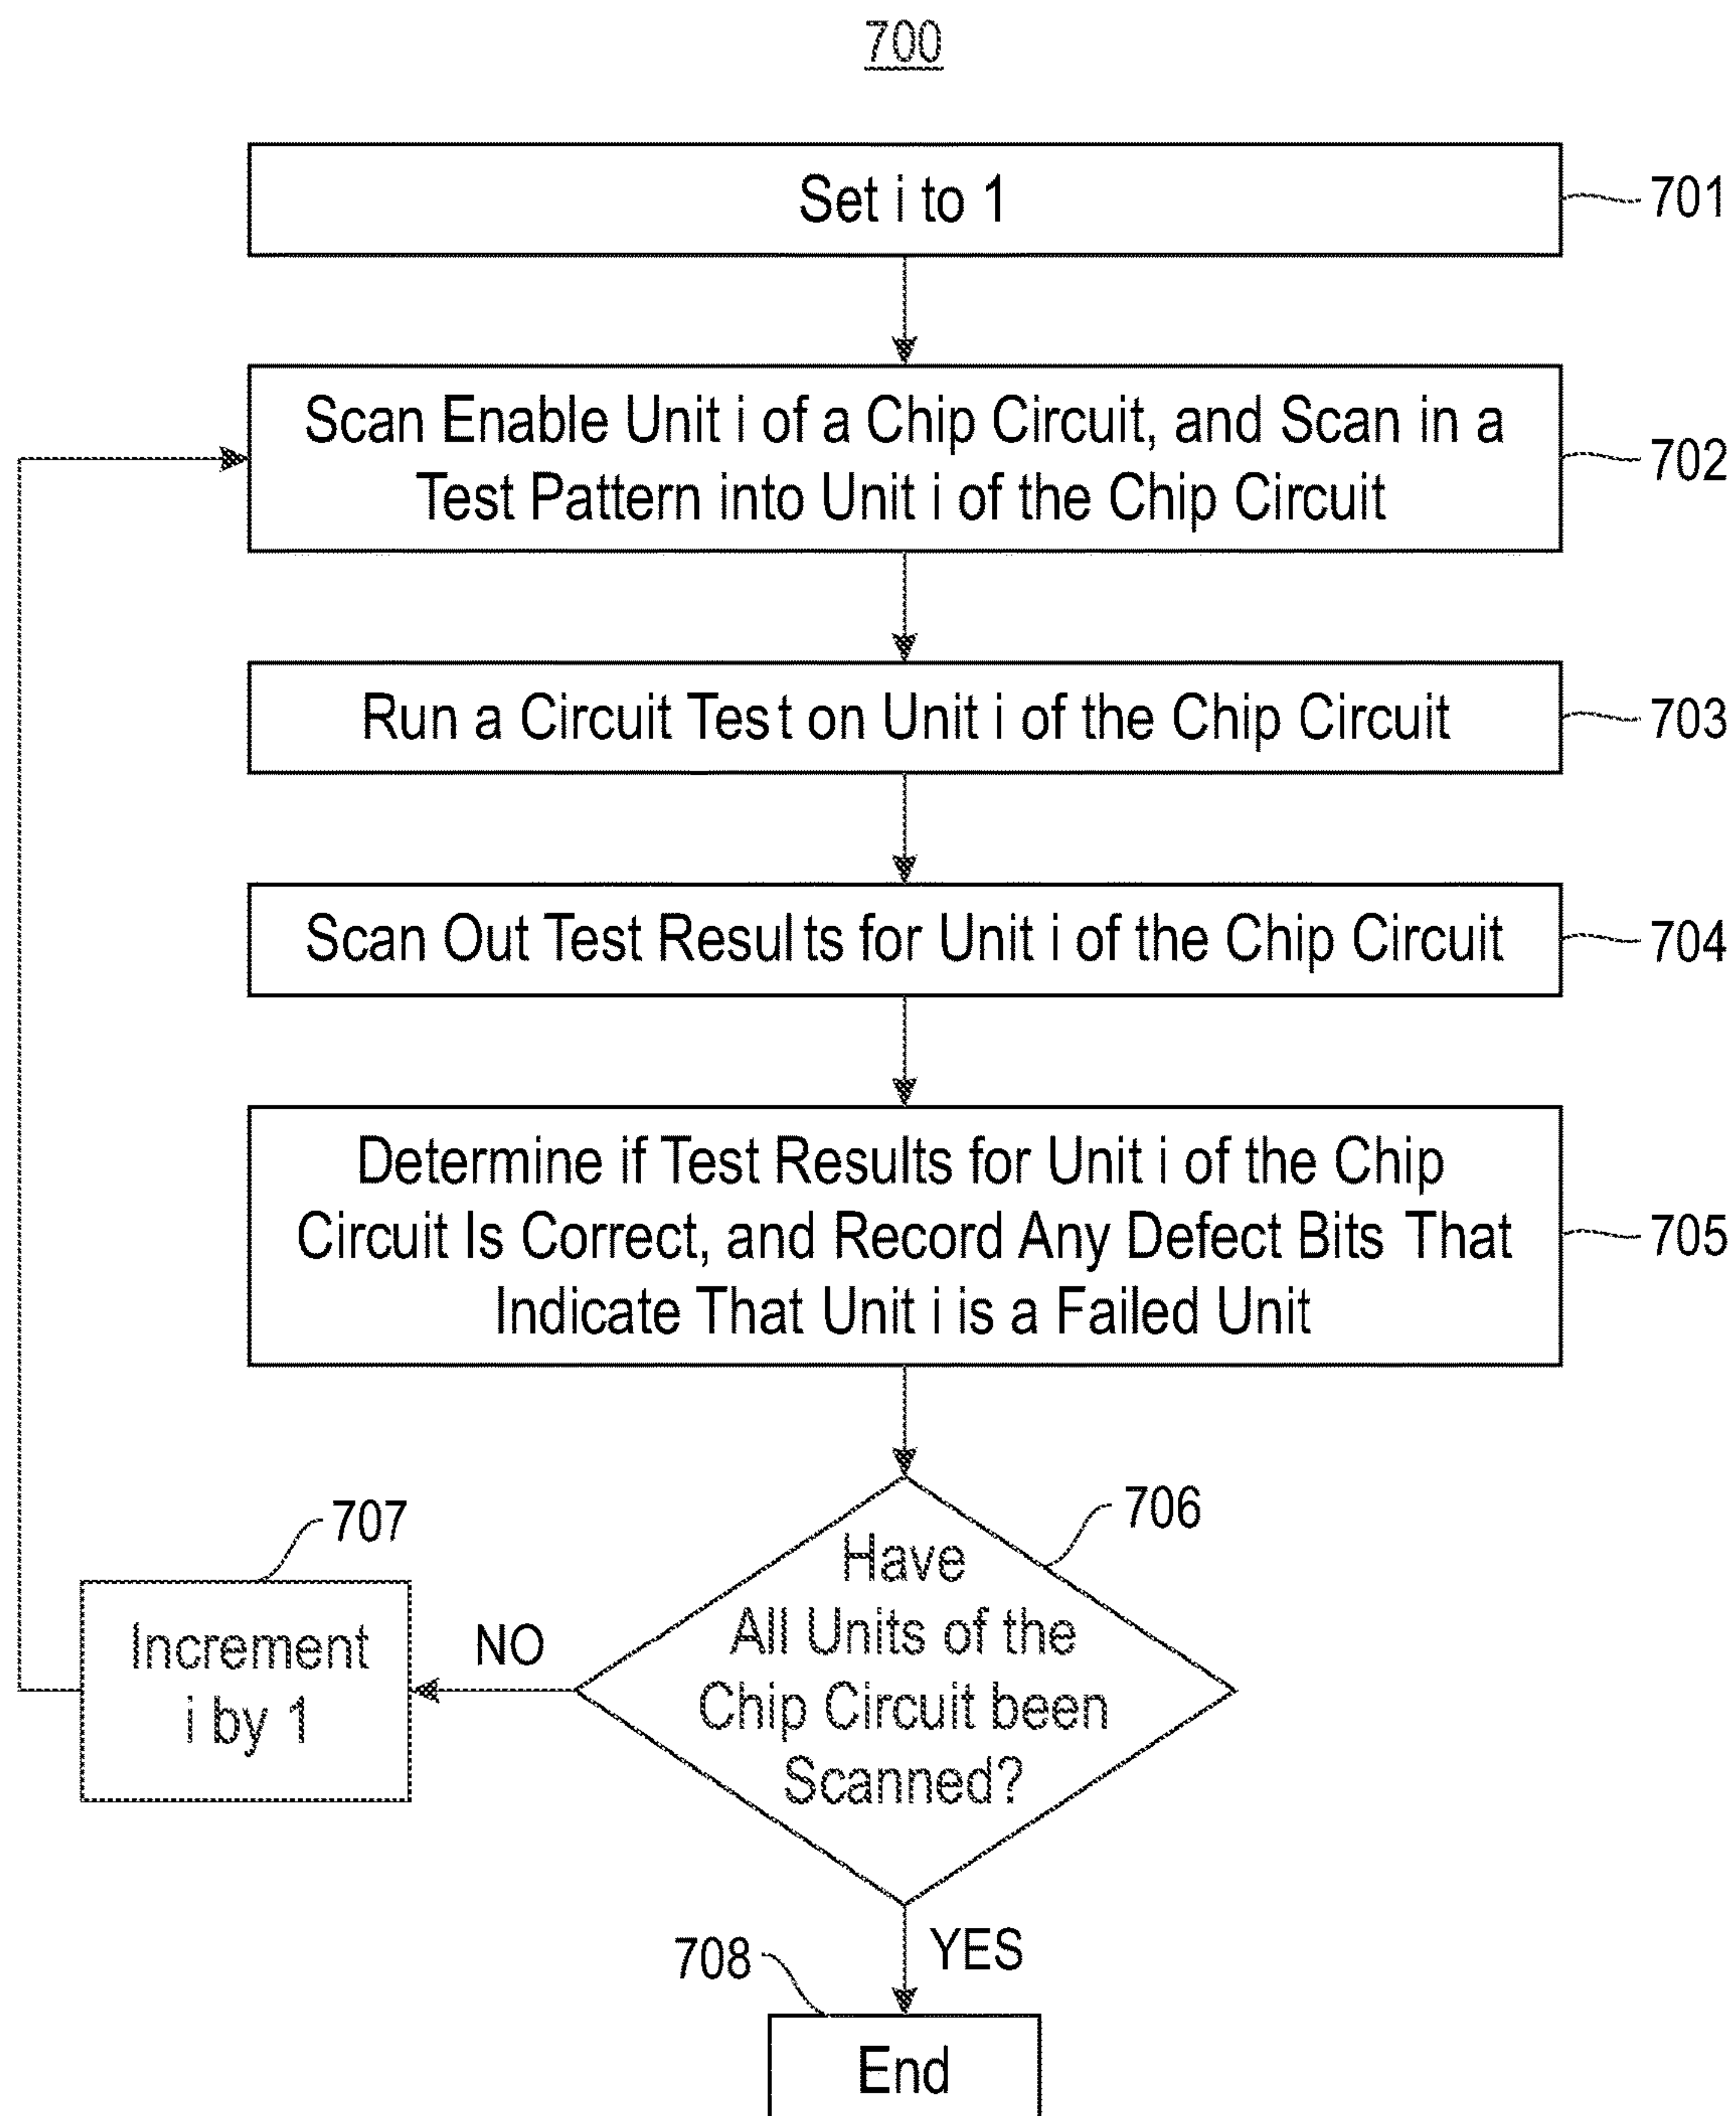 700
Set i to 1
701
Scan Enable Unit i of a Chip Circuit, and Scan in a
Test Pattern into Unit i of the Chip Circuit
702
Run a Circuit Test on Unit i of the Chip Circuit
703
Scan Out Test Results for Unit i of the Chip Circuit
704
Determine if Test Results for Unit i of the Chip
Circuit Is Correct, and Record Any Defect Bits That
Indicate That Unit i is a Failed Unit
705
706
Have
All Units of the
Chip Circuit been
Scanned?
NO
707
Increment
i by 1
YES
708
End